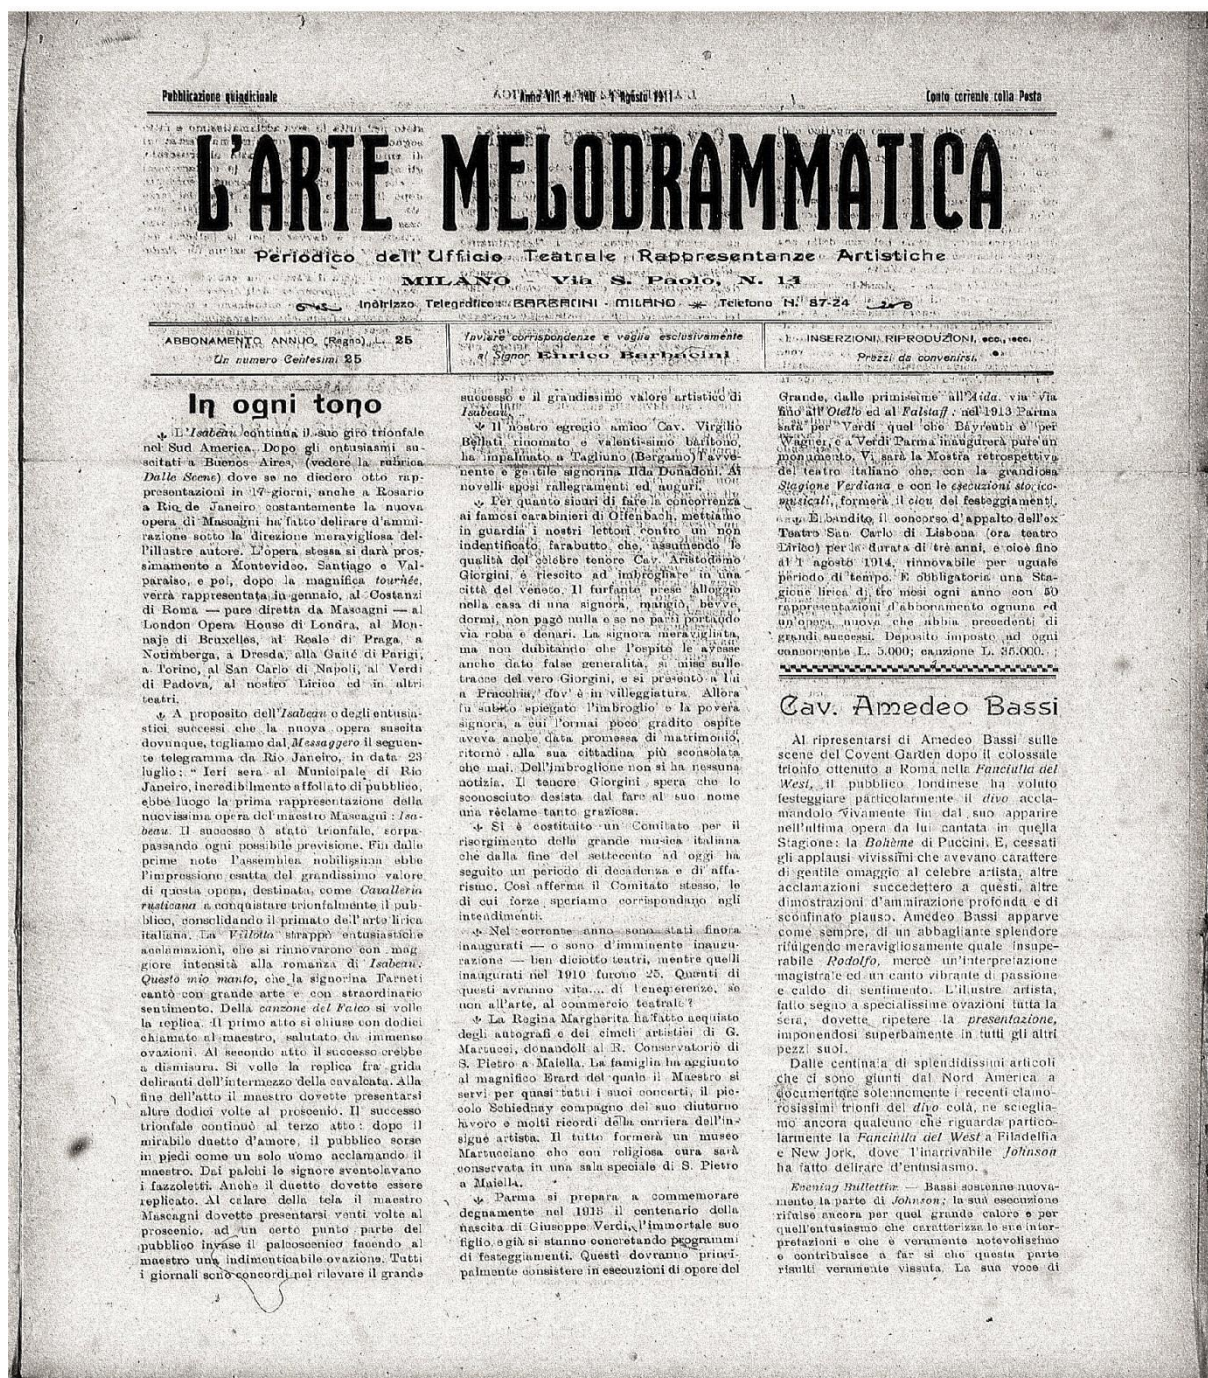 Pubblicazione quindicinale
Anno VII. n. 140 - 1 Agosto 1911
Conto corrente colla Posta
L'ARTE MELODRAMMATICA
Periodico dell'Ufficio Teatrale Rappresentanze Artistiche
MILANO - Via S. Paolo, N. 14
Indirizzo Telegrafico: BARBACINI - MILANO Telefono N. 87-24
ABBONAMENTO ANNUO (Regno) L. 25
Un numero Centesimi 25
Inviare corrispondenze e vaglia esclusivamente
al Signor Enrico Barbacini
INSERZIONI, RIPRODUZIONI, ecc., ecc.
Prezzi da convenirsi.
In ogni tono
L'Isabeau continua il suo giro trionfale
nel Sud America. Dopo gli entusiasmi su-
scitati a Buenos Aires, (vedere la rubrica
Dalle Scene) dove se ne diedero otto rap-
presentazioni in 17 giorni, anche a Rosario
a Rio de Janeiro costantemente la nuova
opera di Mascagni ha fatto delirare d'ammi-
razione sotto la direzione meravigliosa del-
l'illustre autore. L'opera stessa si darà pros-
simamente a Montevideo, Santiago e Val-
paraiso, e poi, dopo la magnifica tournée,
verrà rappresentata in gennaio, al Costanzi
di Roma — pure diretta da Mascagni — al
London Opera House di Londra, al Mon-
naje di Bruxelles, al Reale di Praga, a
Norimberga, a Dresda, alla Gaité di Parigi,
a Torino, al San Carlo di Napoli, al Verdi
di Padova, al nostro Lirico ed in altri
teatri.
A proposito dell'Isabeau e degli entusia-
stici successi che la nuova opera suscita
dovunque, togliamo dal Messaggero il seguen-
te telegramma da Rio Janeiro, in data 23
luglio: " Ieri sera al Municipale di Rio
Janeiro, incredibilmente affollato di pubblico,
ebbe luogo la prima rappresentazione della
nuovissima opera del maestro Mascagni: Isa-
beau. Il successo è stato trionfale, sorpa-
passando ogni possibile previsione. Fin dalle
prime note l'assemblea nobilissima ebbe
l'impressione esatta del grandissimo valore
di questa opera, destinata, come Cavalleria
rusticana a conquistare trionfalmente il pub-
blico, consolidando il primato dell'arte lirica
italiana. La Villotta strappò entusiastiche
acclamazioni, che si rinnovarono con mag-
giore intensità alla romanza di Isabeau.
Questo mio manto, che la signorina Farneti
cantò con grande arte e con straordinario
sentimento. Della canzone del Falco si volle
la replica. Il primo atto si chiuse con dodici
chiamate al maestro, salutato da immense
ovazioni. Al secondo atto il successo crebbe
a dismisura. Si volle la replica fra grida
deliranti dell'intermezzo della cavalcata. Alla
fine dell'atto il maestro dovette presentarsi
altre dodici volte al proscenio. Il successo
trionfale continuò al terzo atto: dopo il
mirabile duetto d'amore, il pubblico sorse
in piedi come un solo uomo acclamando il
maestro. Dai palchi le signore sventolavano
i fazzoletti. Anche il duetto dovette essere
replicato. Al calare della tela il maestro
Mascagni dovette presentarsi venti volte al
proscenio, ad un certo punto parte del
pubblico invase il palcoscenico facendo al
maestro una indimenticabile ovazione. Tutti
i giornali sono concordi nel rilevare il grande
successo e il grandissimo valore artistico di
Isabeau.
Il nostro egregio amico Cav. Virgilio
Bellati rinomato e valentissimo baritono,
ha impalmato a Tagliuno (Bergamo) l'avve-
nente e gentile signorina Ilda Donadoni. Ai
novelli sposi rallegramenti ed auguri.
Per quanto sicuri di fare la concorrenza
ai famosi carabinieri di Offenbach, mettiamo
in guardia i nostri lettori contro un non
indentificato farabutto che, assumendo le
qualità del celebre tenore Cav. Aristodemo
Giorgini, è riescito ad imbrogliare in una
città del veneto. Il furfante prese alloggio
nella casa di una signora, mangiò, bevve,
dormì, non pagò nulla e se ne partì portando
via roba e denari. La signora meravigliata,
ma non dubitando che l'ospite le avesse
anche dato false generalità, si mise sulle
tracce del vero Giorgini, e si presentò a lui
a Pracchia, dov'è in villeggiatura. Allora
fu subito spiegato l'imbroglio e la povera
signora, a cui l'ormai poco gradito ospite
aveva anche data promessa di matrimonio,
ritornò alla sua cittadina più sconsolata
che mai. Dell'imbroglione non si ha nessuna
notizia. Il tenore Giorgini spera che lo
sconosciuto desista dal fare al suo nome
una réclame tanto graziosa.
Si è costituito un Comitato per il
risorgimento della grande musica italiana
che dalla fine del settecento ad oggi ha
seguito un periodo di decadenza e di affa-
rismo. Così afferma il Comitato stesso, le
di cui forze speriamo corrispondano agli
intendimenti.
Nel corrente anno sono stati finora
inaugurati — o sono d'imminente inaugu-
razione — ben diciotto teatri, mentre quelli
inaugurati nel 1910 furono 25. Quanti di
questi avranno vita.... di benemerenze, se
non all'arte, al commercio teatrale?
La Regina Margherita ha fatto acquisto
degli autografi e dei cimeli artistici di G.
Martucci, donandoli al R. Conservatorio di
S. Pietro a Maiella. La famiglia ha aggiunto
al magnifico Erard del quale il Maestro si
servì per quasi tutti i suoi concerti, il pic-
colo Schiedmay compagno del suo diuturno
lavoro e molti ricordi della carriera dell'in-
signe artista. Il tutto formerà un museo
Martucciano che con religiosa cura sarà
conservata in una sala speciale di S. Pietro
a Maiella.
Parma si prepara a commemorare
degnamente nel 1913 il centenario della
nascita di Giuseppe Verdi, l'immortale suo
figlio, e già si stanno concretando programmi
di festeggiamenti. Questi dovranno princi-
palmente consistere in esecuzioni di opere del
Grande, dalle primissime all'Aida, via via
fino all'Otello ed al Falstaff: nel 1913 Parma
sarà per Verdi quel che Bayreuth è per
Wagner, e a Verdi Parma inaugurerà pure un
monumento. Vi sarà la Mostra retrospettiva
del teatro italiano che, con la grandiosa
Stagione Verdiana e con le esecuzioni storico-
musicali, formerà il clou dei festeggiamenti.
È bandito il concorso d'appalto dell'ex
Teatro San Carlo di Lisbona (ora teatro
Lirico) per la durata di tre anni, e cioè fino
al 1 agosto 1914, rinnovabile per uguale
periodo di tempo. È obbligatoria una Sta-
gione lirica di tre mesi ogni anno con 50
rappresentazioni d'abbonamento ognuna ed
un'opera nuova che abbia precedenti di
grandi successi. Deposito imposto ad ogni
concorrente L. 5.000; cauzione L. 35.000.
Cav. Amedeo Bassi
Al ripresentarsi di Amedeo Bassi sulle
scene del Covent Garden dopo il colossale
trionfo ottenuto a Roma nella Fanciulla del
West, il pubblico londinese ha voluto
festeggiare particolarmente il divo accla-
mandolo vivamente fin dal suo apparire
nell'ultima opera da lui cantata in quella
Stagione: la Bohème di Puccini. E, cessati
gli applausi vivissimi che avevano carattere
di gentile omaggio al celebre artista, altre
acclamazioni succedettero a questi, altre
dimostrazioni d'ammirazione profonda e di
sconfinato plauso. Amedeo Bassi apparve
come sempre, di un abbagliante splendore
rifulgendo meravigliosamente quale insupe-
rabile Rodolfo, mercè un'interpretazione
magistrale ed un canto vibrante di passione
e caldo di sentimento. L'illustre artista,
fatto segno a specialissime ovazioni tutta la
sera, dovette ripetere la presentazione,
imponendosi superbamente in tutti gli altri
pezzi suoi.
Dalle centinaia di splendidissimi articoli
che ci sono giunti dal Nord America a
documentare solennemente i recenti clamo-
rosissimi trionfi del divo colà, ne sceglia-
mo ancora qualcuno che riguarda partico-
larmente la Fanciulla del West a Filadelfia
e New Jork, dove l'inarrivabile Johnson
ha fatto delirare d'entusiasmo.
Evening Bullettin. — Bassi sostenne nuova-
mente la parte di Johnson; la sua esecuzione
rifulse ancora per quel grande calore e per
quell'entusiasmo che caratterizza le sue inter-
pretazioni e che è veramente notevolissimo
e contribuisce a far sì che questa parte
risulti veramente vissuta. La sua voce di